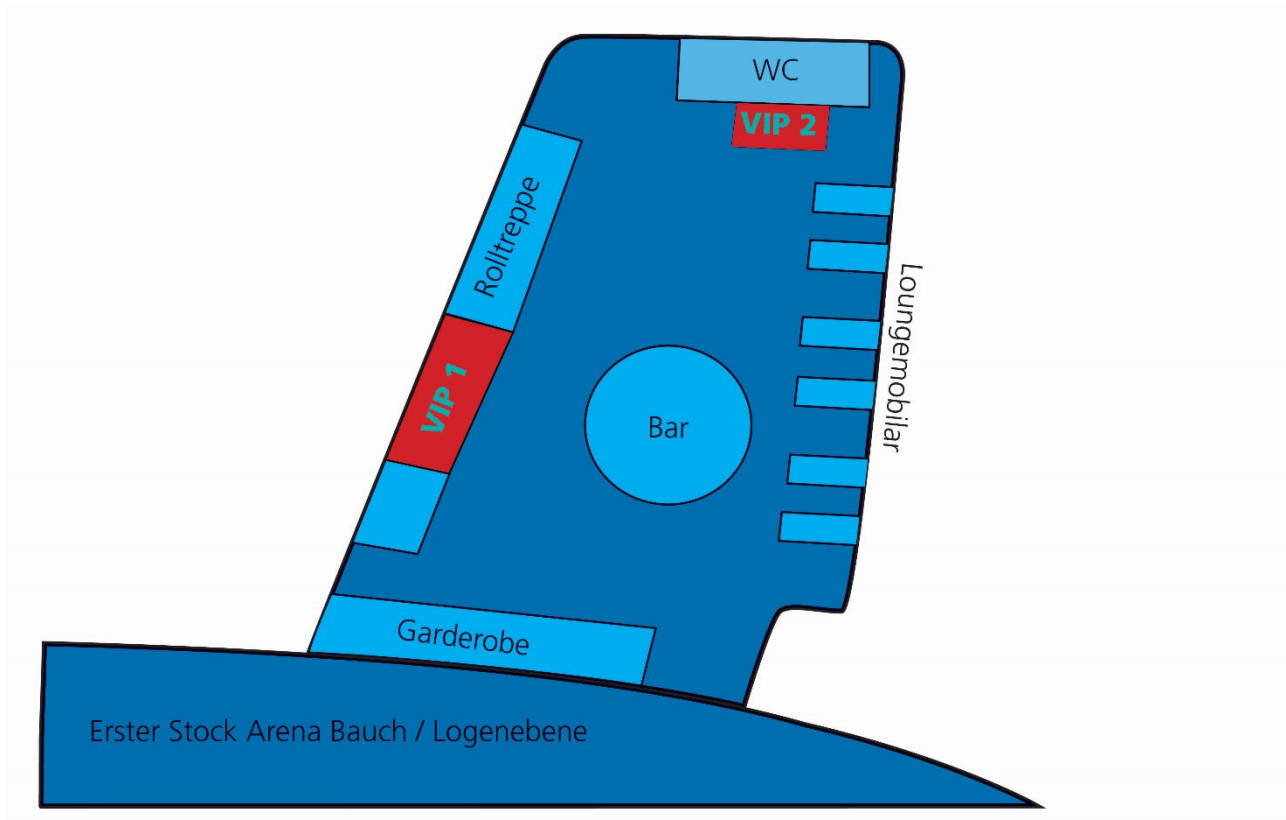 WC
VIP 2
Rolltreppe
Loungemobilar
VIP 1
Bar
Garderobe
Erster Stock Arena Bauch / Logenebene